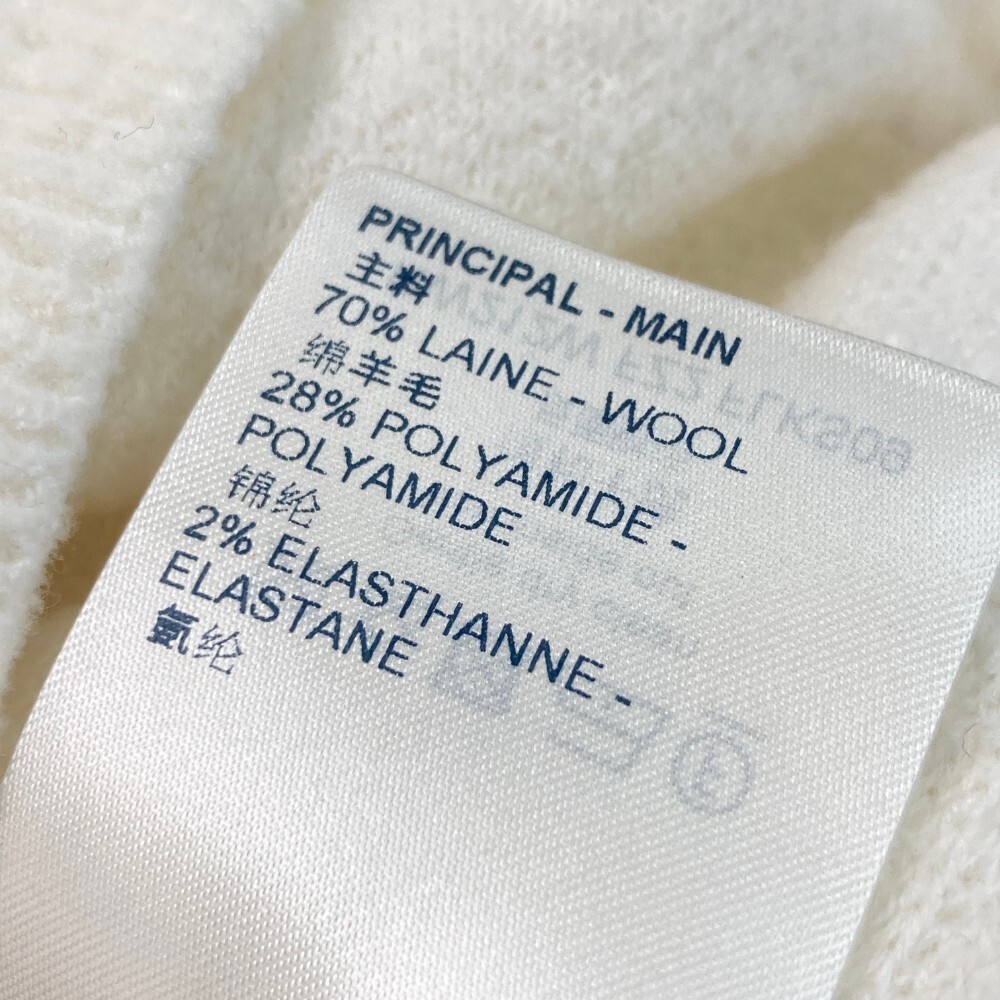 PRINCIPAL - MAIN
主料
70% LAINE - WOOL
绵羊毛
28% POLYAMIDE -
POLYAMIDE
锦纶
2% ELASTHANNE -
ELASTANE
氨纶